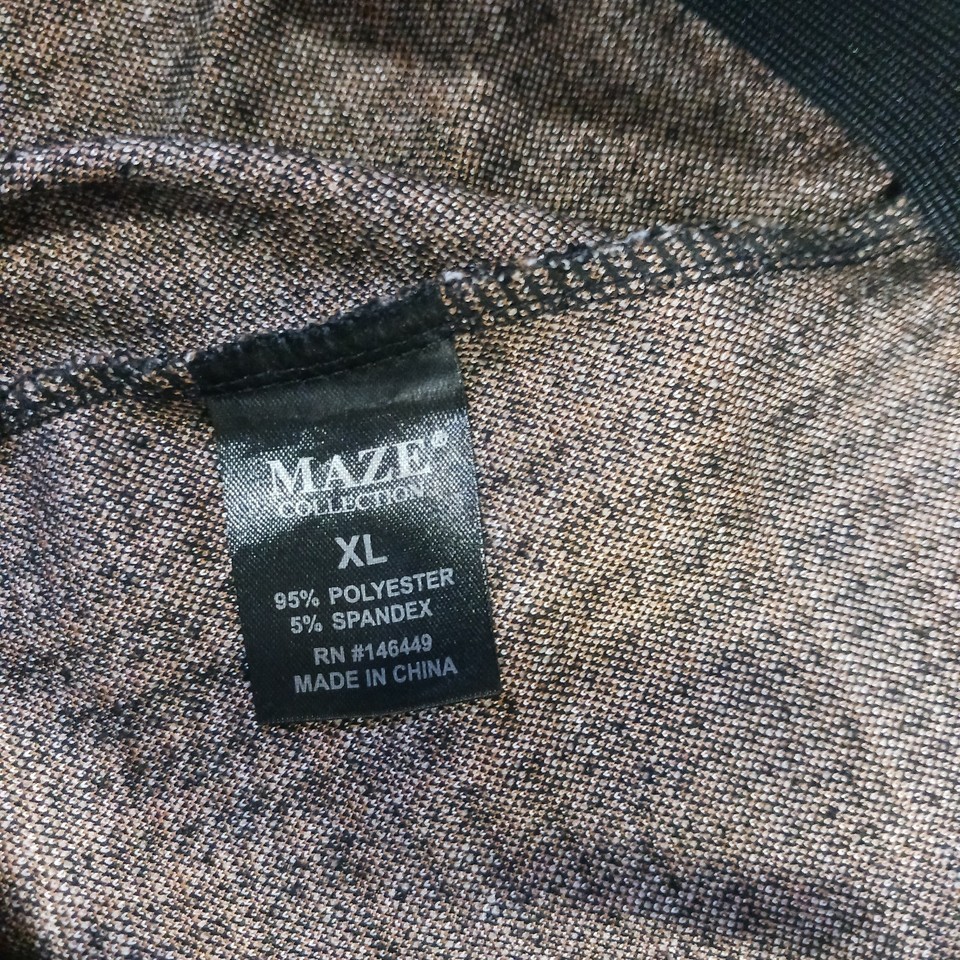 MAZE®
COLLECTION
XL
95% POLYESTER
5% SPANDEX
RN #146449
MADE IN CHINA